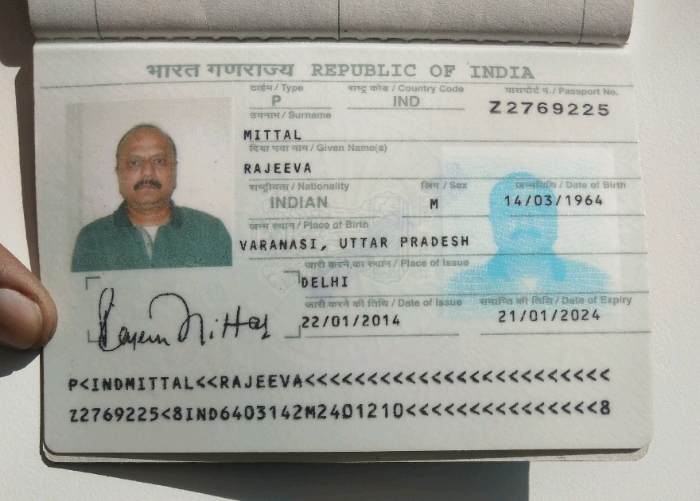 भारत गणराज्य REPUBLIC OF INDIA
टाईप / Type राष्ट्र कोड / Country Code पासपोर्ट नं. / Passport No.
P IND Z2769225
उपनाम / Surname
MITTAL
दिया गया नाम / Given Name(s)
RAJEEVA
राष्ट्रीयता / Nationality लिंग / Sex जन्मतिथि / Date of Birth
INDIAN M 14/03/1964
जन्म स्थान / Place of Birth
VARANASI, UTTAR PRADESH
जारी करने का स्थान / Place of Issue
DELHI
जारी करने की तिथि / Date of Issue समाप्ति की तिथि / Date of Expiry
22/01/2014 21/01/2024
P<INDMITTAL<<RAJEEVA<<<<<<<<<<<<<<<<<<<<<<<<
Z2769225<8IND6403142M2401210<<<<<<<<<<<<<<<8